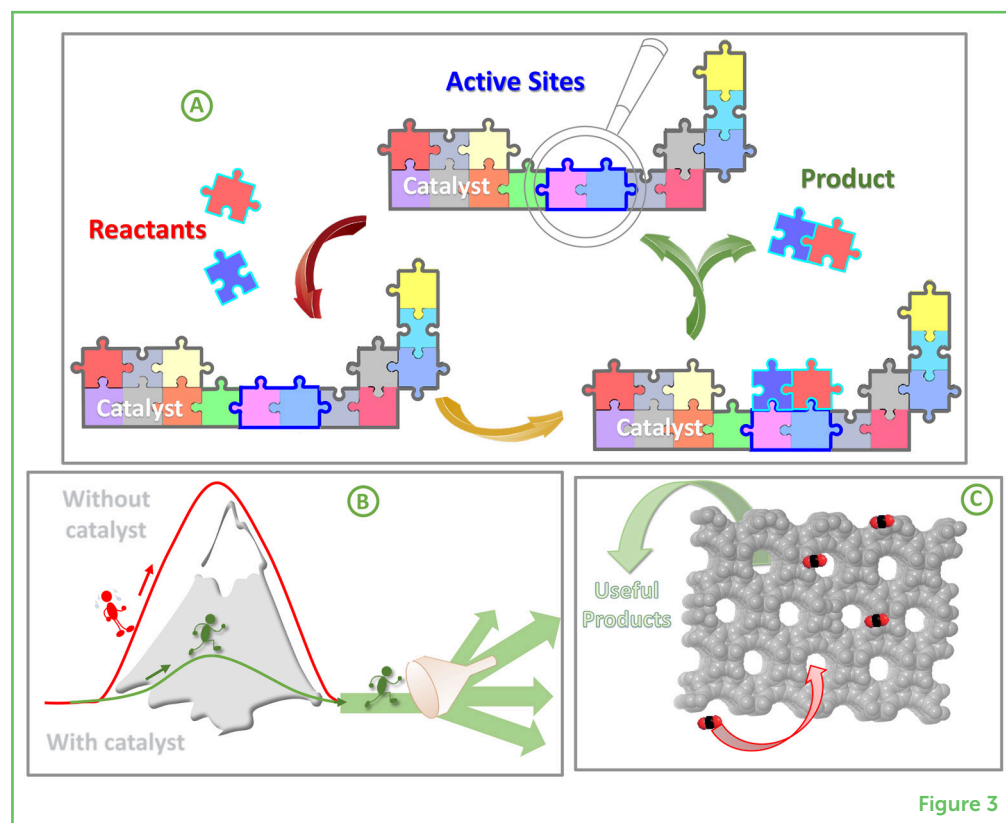 A
Active Sites
Catalyst
Product
Reactants
Catalyst
Catalyst
B
Without
catalyst
With catalyst
C
Useful
Products
Figure 3